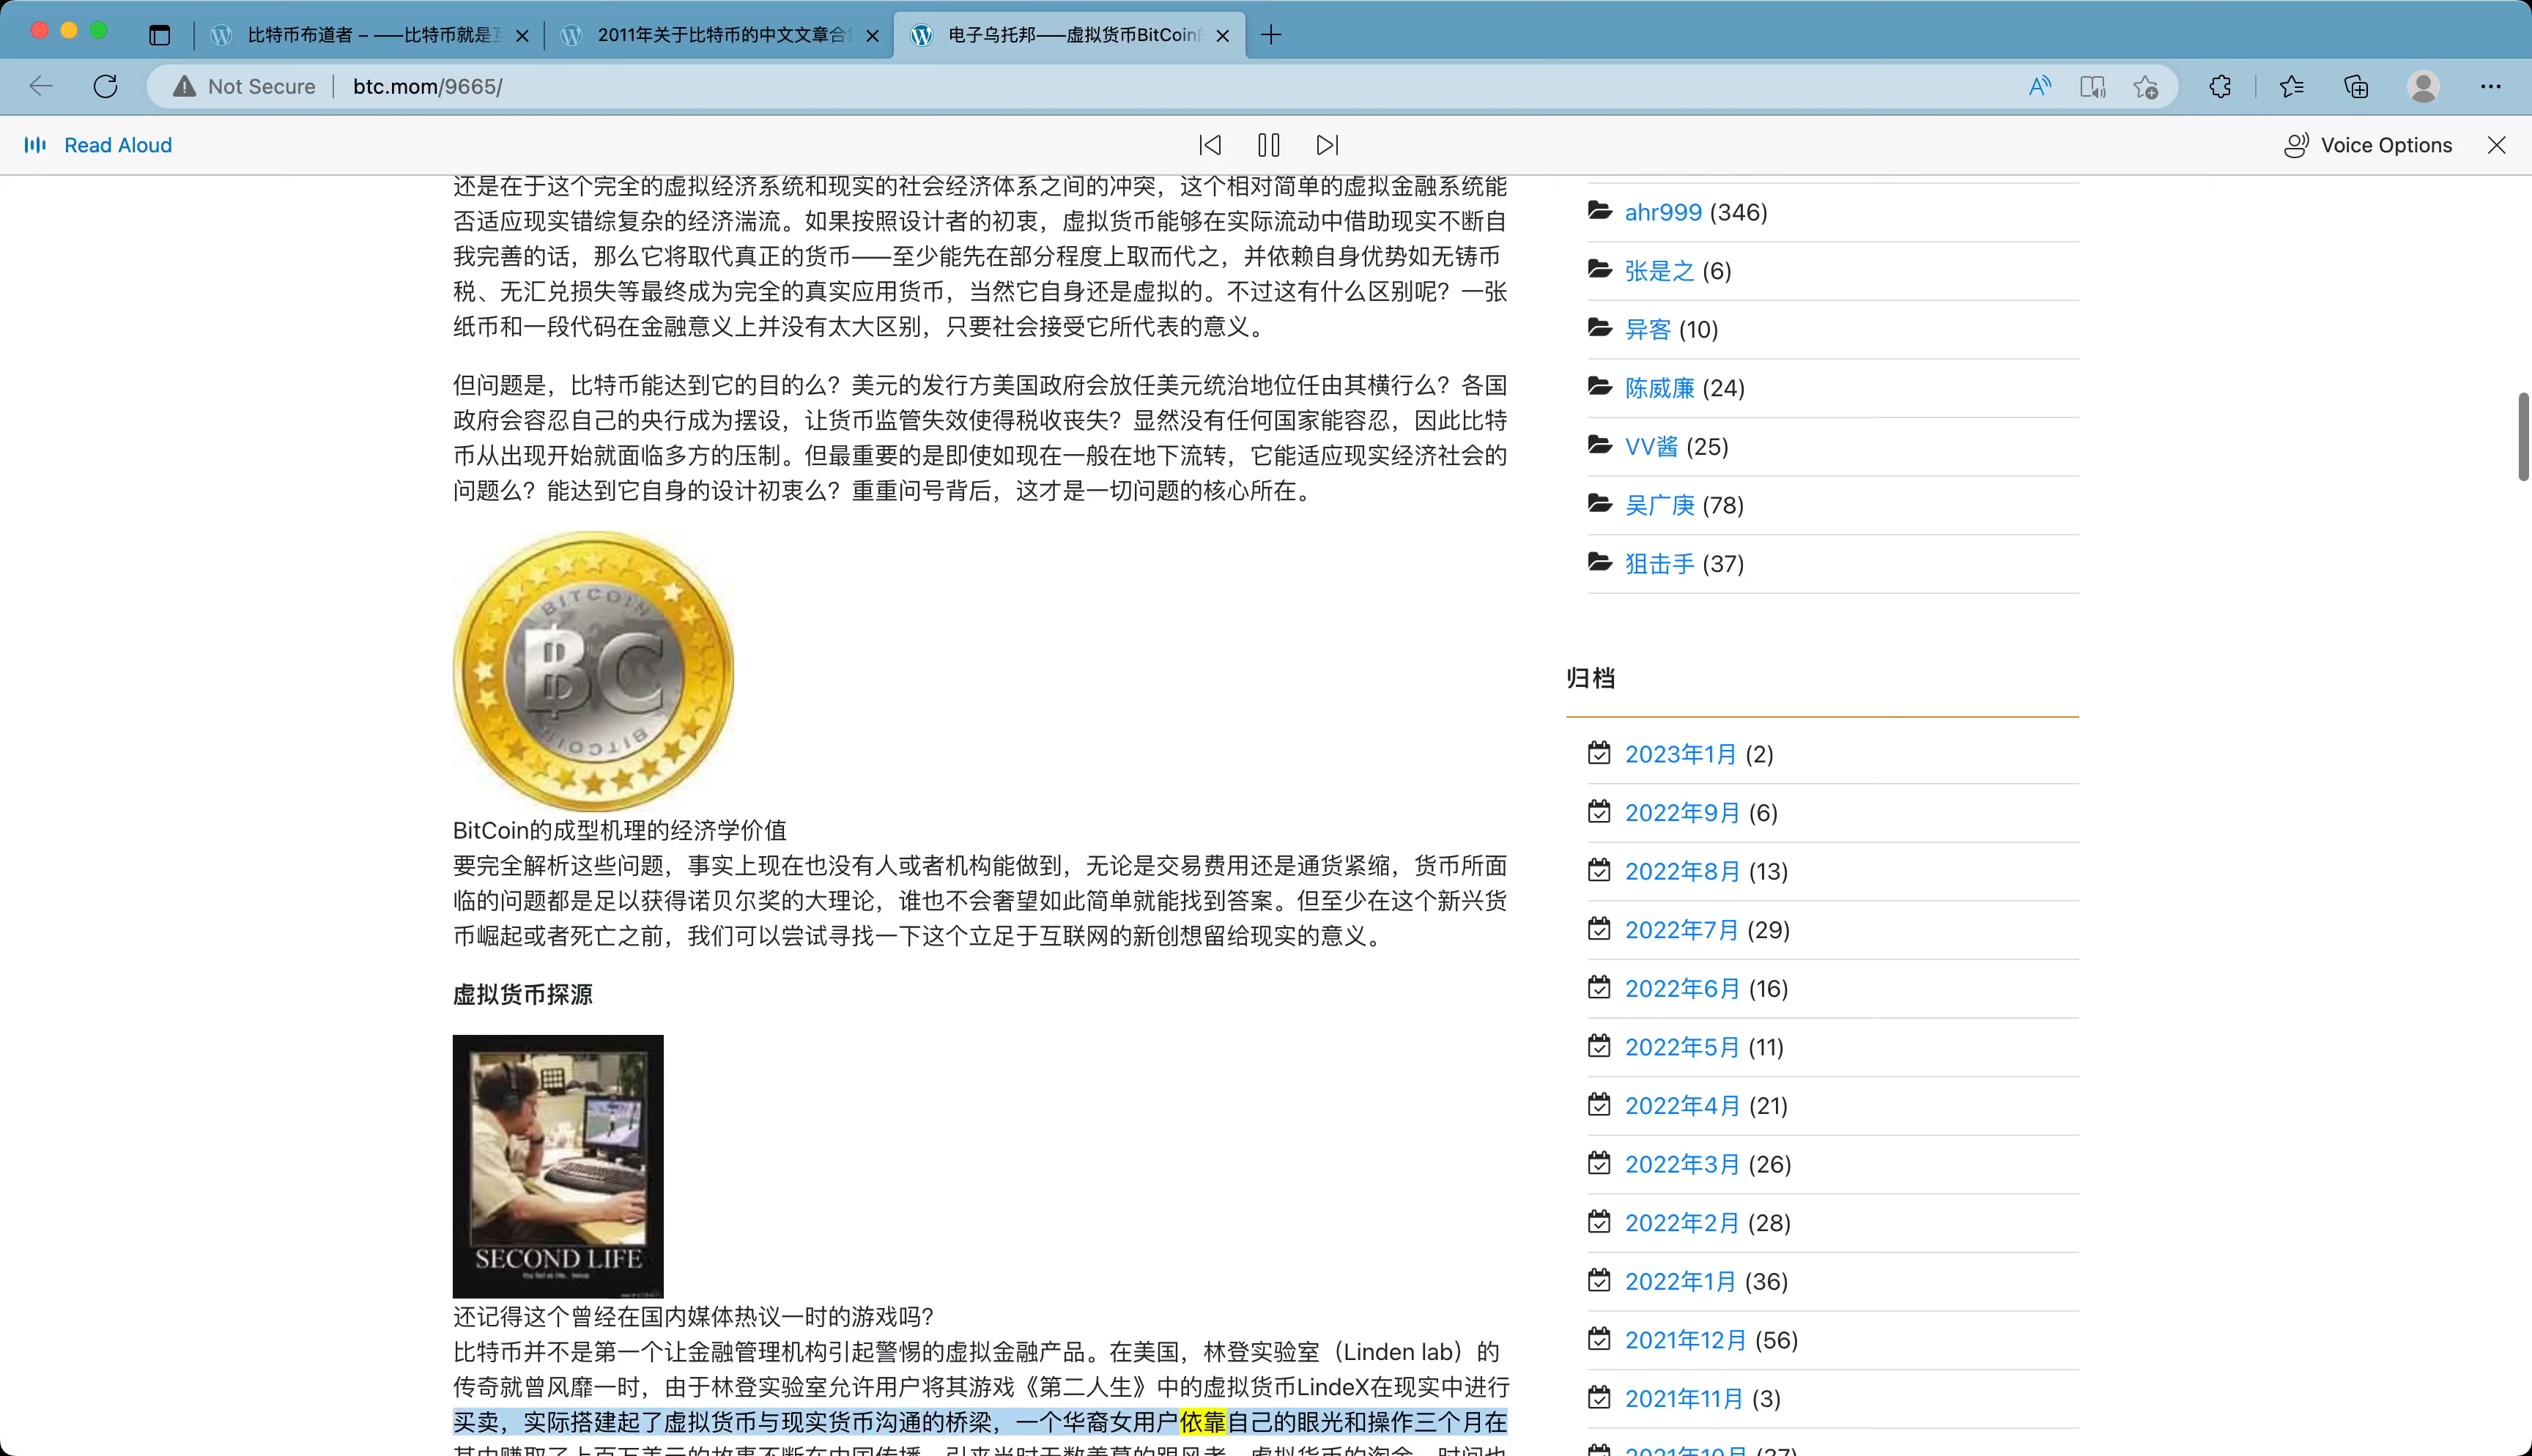 比特币布道者 – ——比特币就是
2011年关于比特币的中文文章合
电子乌托邦——虚拟货币BitCoin
Not Secure
btc.mom/9665/
Read Aloud
Voice Options
还是在于这个完全的虚拟经济系统和现实的社会经济体系之间的冲突，这个相对简单的虚拟金融系统能
否适应现实错综复杂的经济湍流。如果按照设计者的初衷，虚拟货币能够在实际流动中借助现实不断自
我完善的话，那么它将取代真正的货币——至少能先在部分程度上取而代之，并依赖自身优势如无铸币
税、无汇兑损失等最终成为完全的真实应用货币，当然它自身还是虚拟的。不过这有什么区别呢？一张
纸币和一段代码在金融意义上并没有太大区别，只要社会接受它所代表的意义。
但问题是，比特币能达到它的目的么？美元的发行方美国政府会放任美元统治地位任由其横行么？各国
政府会容忍自己的央行成为摆设，让货币监管失效使得税收丧失？显然没有任何国家能容忍，因此比特
币从出现开始就面临多方的压制。但最重要的是即使如现在一般在地下流转，它能适应现实经济社会的
问题么？能达到它自身的设计初衷么？重重问号背后，这才是一切问题的核心所在。
BITCOIN
BC
BITCOIN
BitCoin的成型机理的经济学价值
要完全解析这些问题，事实上现在也没有人或者机构能做到，无论是交易费用还是通货紧缩，货币所面
临的问题都是足以获得诺贝尔奖的大理论，谁也不会奢望如此简单就能找到答案。但至少在这个新兴货
币崛起或者死亡之前，我们可以尝试寻找一下这个立足于互联网的新创想留给现实的意义。
虚拟货币探源
SECOND LIFE
还记得这个曾经在国内媒体热议一时的游戏吗?
比特币并不是第一个让金融管理机构引起警惕的虚拟金融产品。在美国，林登实验室（Linden lab）的
传奇就曾风靡一时，由于林登实验室允许用户将其游戏《第二人生》中的虚拟货币LindeX在现实中进行
买卖，实际搭建起了虚拟货币与现实货币沟通的桥梁，一个华裔女用户依靠自己的眼光和操作三个月在
ahr999 (346)
张是之 (6)
异客 (10)
陈威廉 (24)
VV酱 (25)
吴广庚 (78)
狙击手 (37)
归档
2023年1月 (2)
2022年9月 (6)
2022年8月 (13)
2022年7月 (29)
2022年6月 (16)
2022年5月 (11)
2022年4月 (21)
2022年3月 (26)
2022年2月 (28)
2022年1月 (36)
2021年12月 (56)
2021年11月 (3)